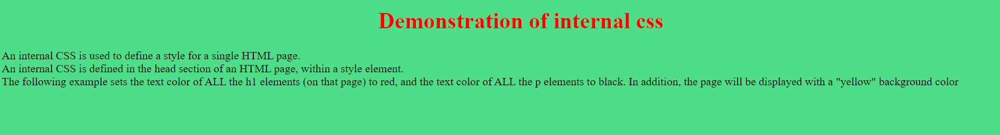 Demonstration of internal css
An internal CSS is used to define a style for a single HTML page.
An internal CSS is defined in the head section of an HTML page, within a style element.
The following example sets the text color of ALL the h1 elements (on that page) to red, and the text color of ALL the p elements to black. In addition, the page will be displayed with a "yellow" background color